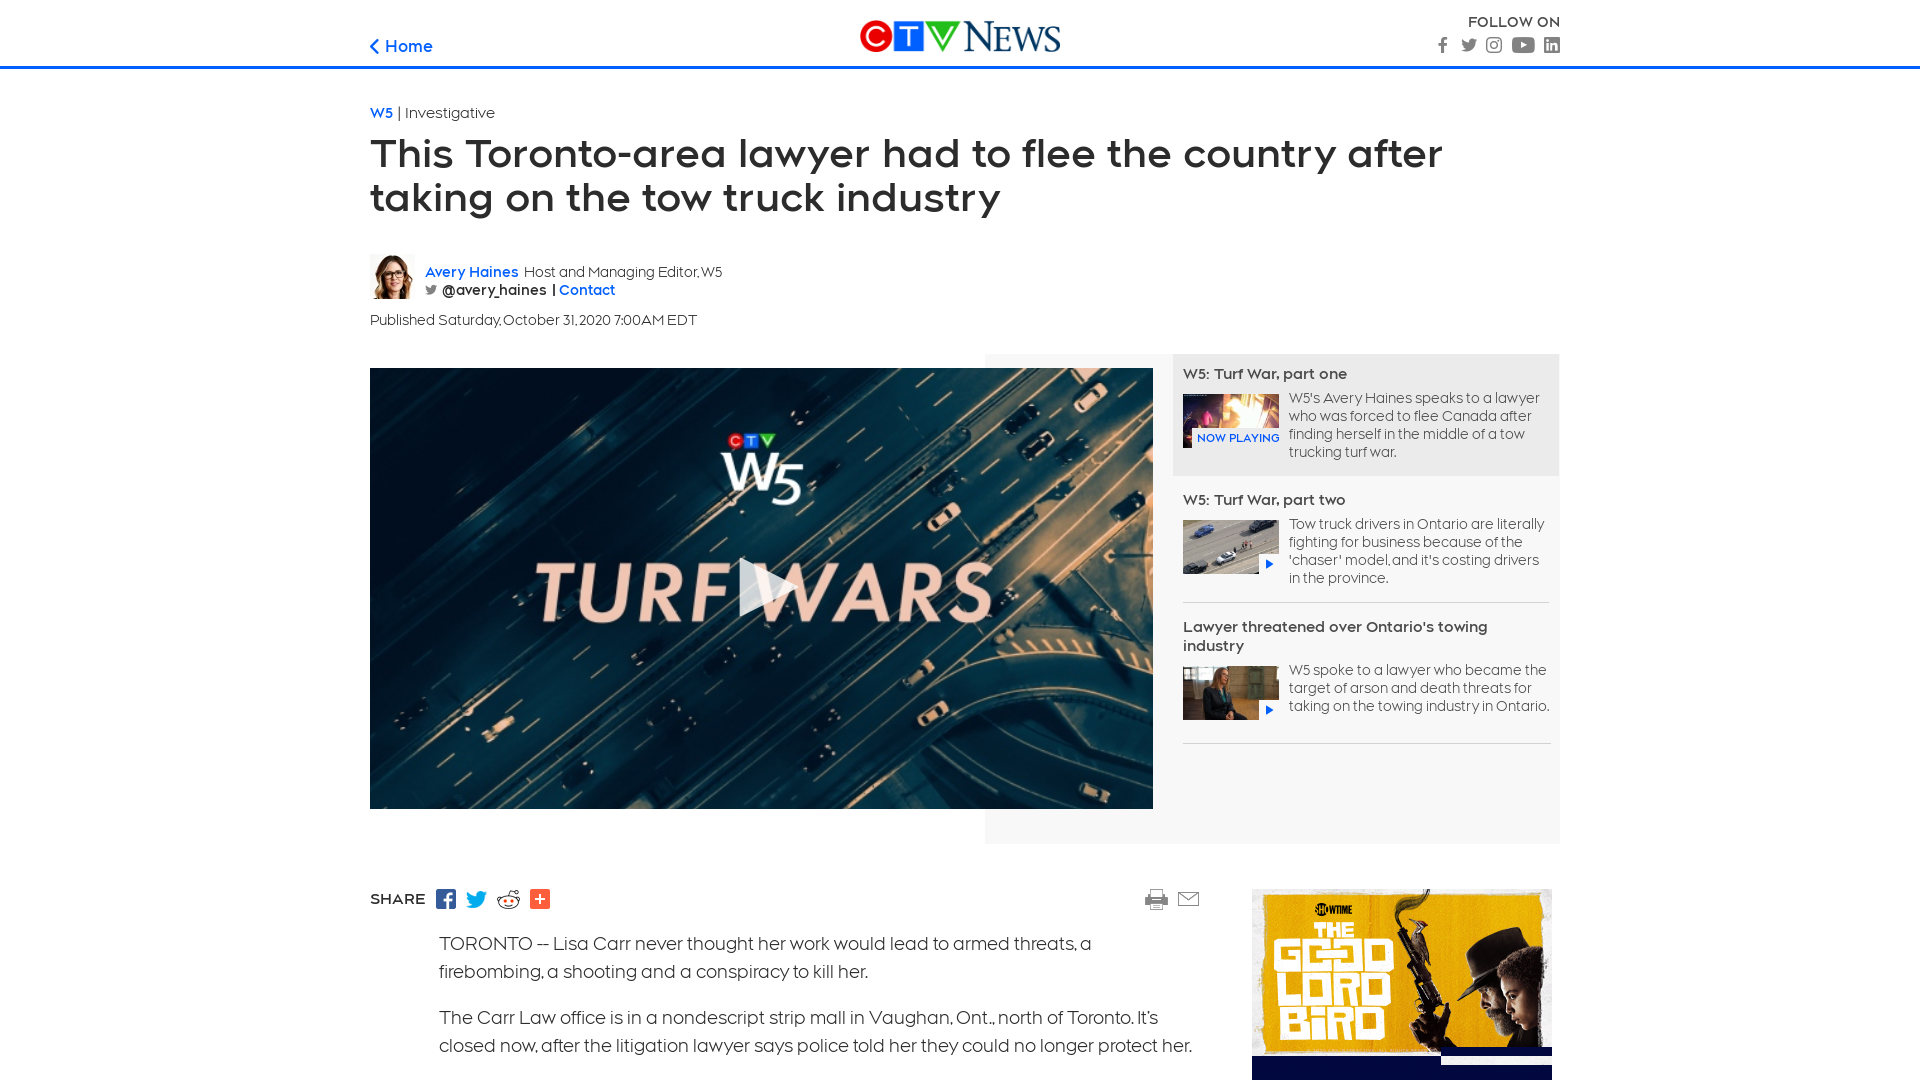 Home
CTV NEWS
FOLLOW ON
W5 | Investigative
This Toronto-area lawyer had to flee the country after
taking on the tow truck industry
Avery Haines Host and Managing Editor, W5
@avery_haines | Contact
Published Saturday, October 31, 2020 7:00AM EDT
CTV
W5
TURF WARS
W5: Turf War, part one
NOW PLAYING
W5's Avery Haines speaks to a lawyer
who was forced to flee Canada after
finding herself in the middle of a tow
trucking turf war.
W5: Turf War, part two
Tow truck drivers in Ontario are literally
fighting for business because of the
'chaser' model, and it's costing drivers
in the province.
Lawyer threatened over Ontario's towing
industry
W5 spoke to a lawyer who became the
target of arson and death threats for
taking on the towing industry in Ontario.
SHARE
TORONTO -- Lisa Carr never thought her work would lead to armed threats, a
firebombing, a shooting and a conspiracy to kill her.
The Carr Law office is in a nondescript strip mall in Vaughan, Ont., north of Toronto. It’s
closed now, after the litigation lawyer says police told her they could no longer protect her.
SHOWTIME
THE
GOOD
LORD
BIRD